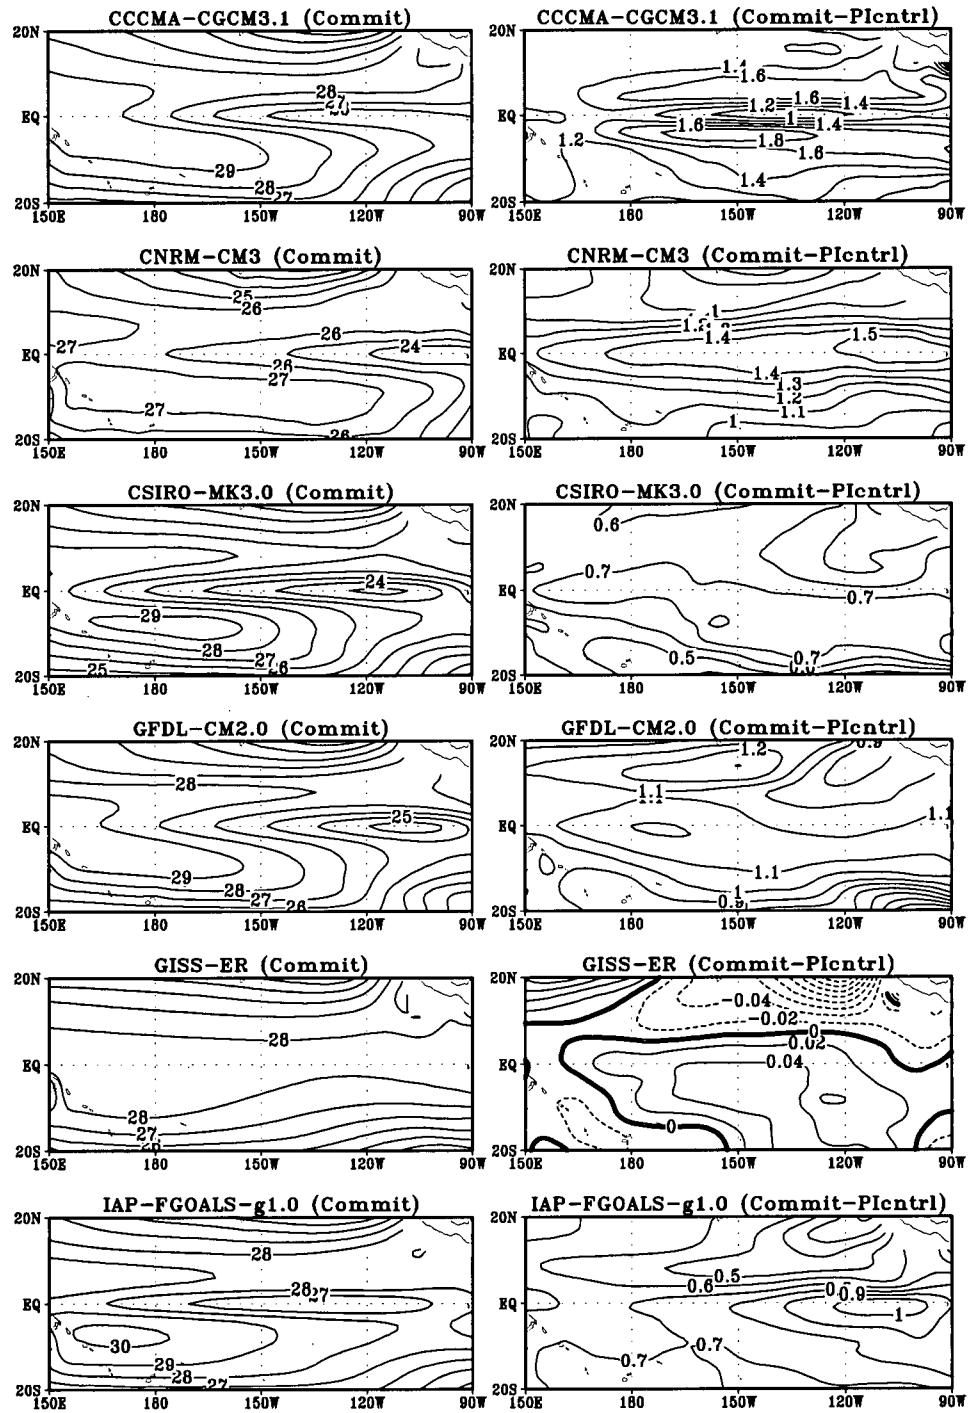 CCCMA-CGCM3.1 (Commit)
CCCMA-CGCM3.1 (Commit-PIcntrl)
20N
EQ
20S
150E 180 150W 120W 90W
28
27
29
28
27
20N
EQ
20S
150E 180 150W 120W 90W
1.4
1.6
1.6
1.2
1.4
1
1.6
1.4
1.2
1.8
1.6
1.4
CNRM-CM3 (Commit)
CNRM-CM3 (Commit-PIcntrl)
20N
EQ
20S
150E 180 150W 120W 90W
25
26
26
27
24
26
27
27
26
20N
EQ
20S
150E 180 150W 120W 90W
1
1.4
1.5
1.4
1.3
1.2
1.1
1
CSIRO-MK3.0 (Commit)
CSIRO-MK3.0 (Commit-PIcntrl)
20N
EQ
20S
150E 180 150W 120W 90W
24
29
28
27
26
25
20N
EQ
20S
150E 180 150W 120W 90W
0.6
0.7
0.7
0.5
0.7
GFDL-CM2.0 (Commit)
GFDL-CM2.0 (Commit-PIcntrl)
20N
EQ
20S
150E 180 150W 120W 90W
28
25
29
28
27
26
20N
EQ
20S
150E 180 150W 120W 90W
0.9
1.2
1.1
1.1
1.1
1
0.9
GISS-ER (Commit)
GISS-ER (Commit-PIcntrl)
20N
EQ
20S
150E 180 150W 120W 90W
28
28
27
20N
EQ
20S
150E 180 150W 120W 90W
-0.04
-0.02
0
0.02
0.04
0
IAP-FGOALS-g1.0 (Commit)
IAP-FGOALS-g1.0 (Commit-PIcntrl)
20N
EQ
20S
150E 180 150W 120W 90W
28
28
27
30
29
28
27
20N
EQ
20S
150E 180 150W 120W 90W
0.5
0.6
0.9
1
0.7
0.7